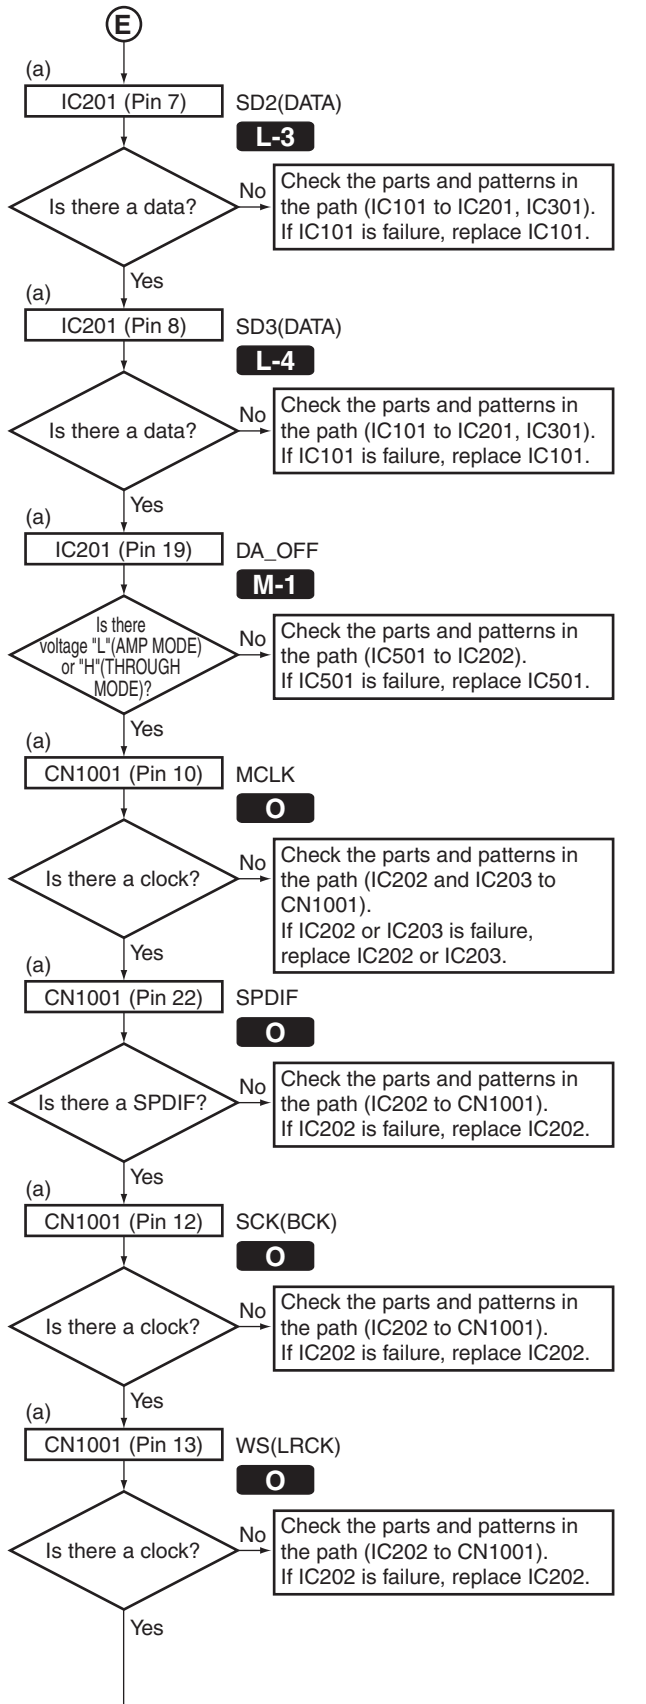 E
(a)
IC201 (Pin 7)
SD2(DATA)
L-3
Is there a data?
No
Check the parts and patterns in
the path (IC101 to IC201, IC301).
If IC101 is failure, replace IC101.
Yes
(a)
IC201 (Pin 8)
SD3(DATA)
L-4
Is there a data?
No
Check the parts and patterns in
the path (IC101 to IC201, IC301).
If IC101 is failure, replace IC101.
Yes
(a)
IC201 (Pin 19)
DA_OFF
M-1
Is there
voltage "L"(AMP MODE)
or "H"(THROUGH
MODE)?
No
Check the parts and patterns in
the path (IC501 to IC202).
If IC501 is failure, replace IC501.
Yes
(a)
CN1001 (Pin 10)
MCLK
O
Is there a clock?
No
Check the parts and patterns in
the path (IC202 and IC203 to
CN1001).
If IC202 or IC203 is failure,
replace IC202 or IC203.
Yes
(a)
CN1001 (Pin 22)
SPDIF
O
Is there a SPDIF?
No
Check the parts and patterns in
the path (IC202 to CN1001).
If IC202 is failure, replace IC202.
Yes
(a)
CN1001 (Pin 12)
SCK(BCK)
O
Is there a clock?
No
Check the parts and patterns in
the path (IC202 to CN1001).
If IC202 is failure, replace IC202.
Yes
(a)
CN1001 (Pin 13)
WS(LRCK)
O
Is there a clock?
No
Check the parts and patterns in
the path (IC202 to CN1001).
If IC202 is failure, replace IC202.
Yes